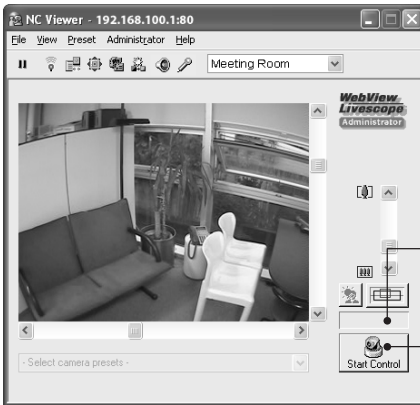 NC Viewer - 192.168.100.1:80
File View Preset Administrator Help
Meeting Room
WebView
Livescope
Administrator
- Select camera presets -
Start Control